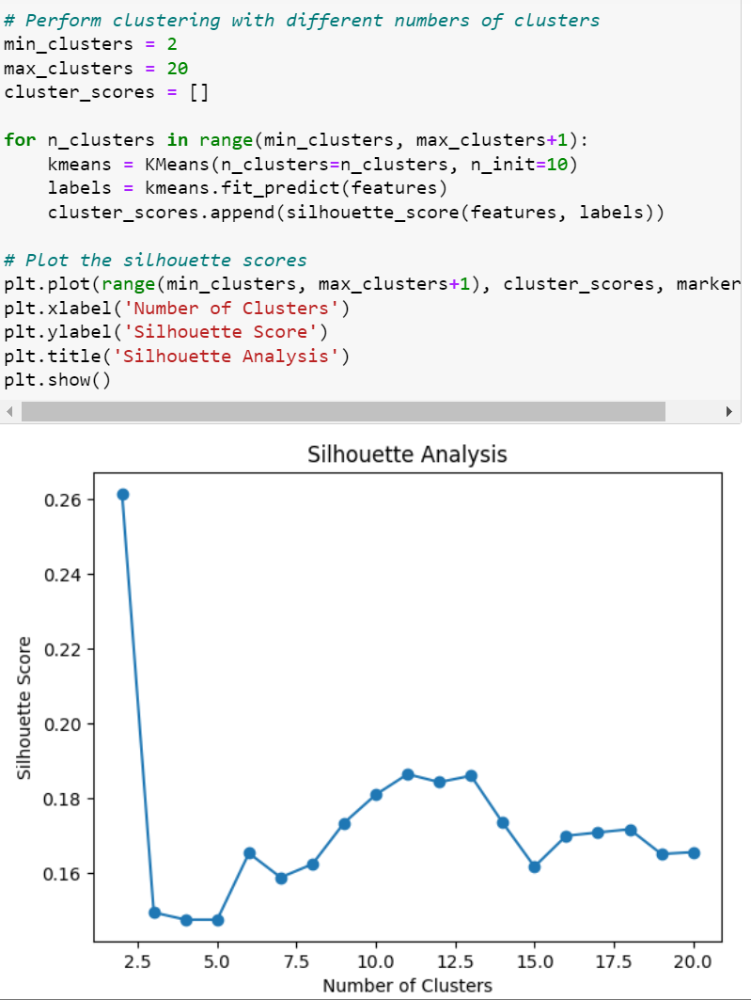 # Perform clustering with different numbers of clusters
min_clusters = 2
max_clusters = 20
cluster_scores = []
for n_clusters in range(min_clusters, max_clusters+1):
    kmeans = KMeans(n_clusters=n_clusters, n_init=10)
    labels = kmeans.fit_predict(features)
    cluster_scores.append(silhouette_score(features, labels))
# Plot the silhouette scores
plt.plot(range(min_clusters, max_clusters+1), cluster_scores, marker
plt.xlabel('Number of Clusters')
plt.ylabel('Silhouette Score')
plt.title('Silhouette Analysis')
plt.show()
Silhouette Analysis
Silhouette Score
0.26
0.24
0.22
0.20
0.18
0.16
2.5 5.0 7.5 10.0 12.5 15.0 17.5 20.0
Number of Clusters